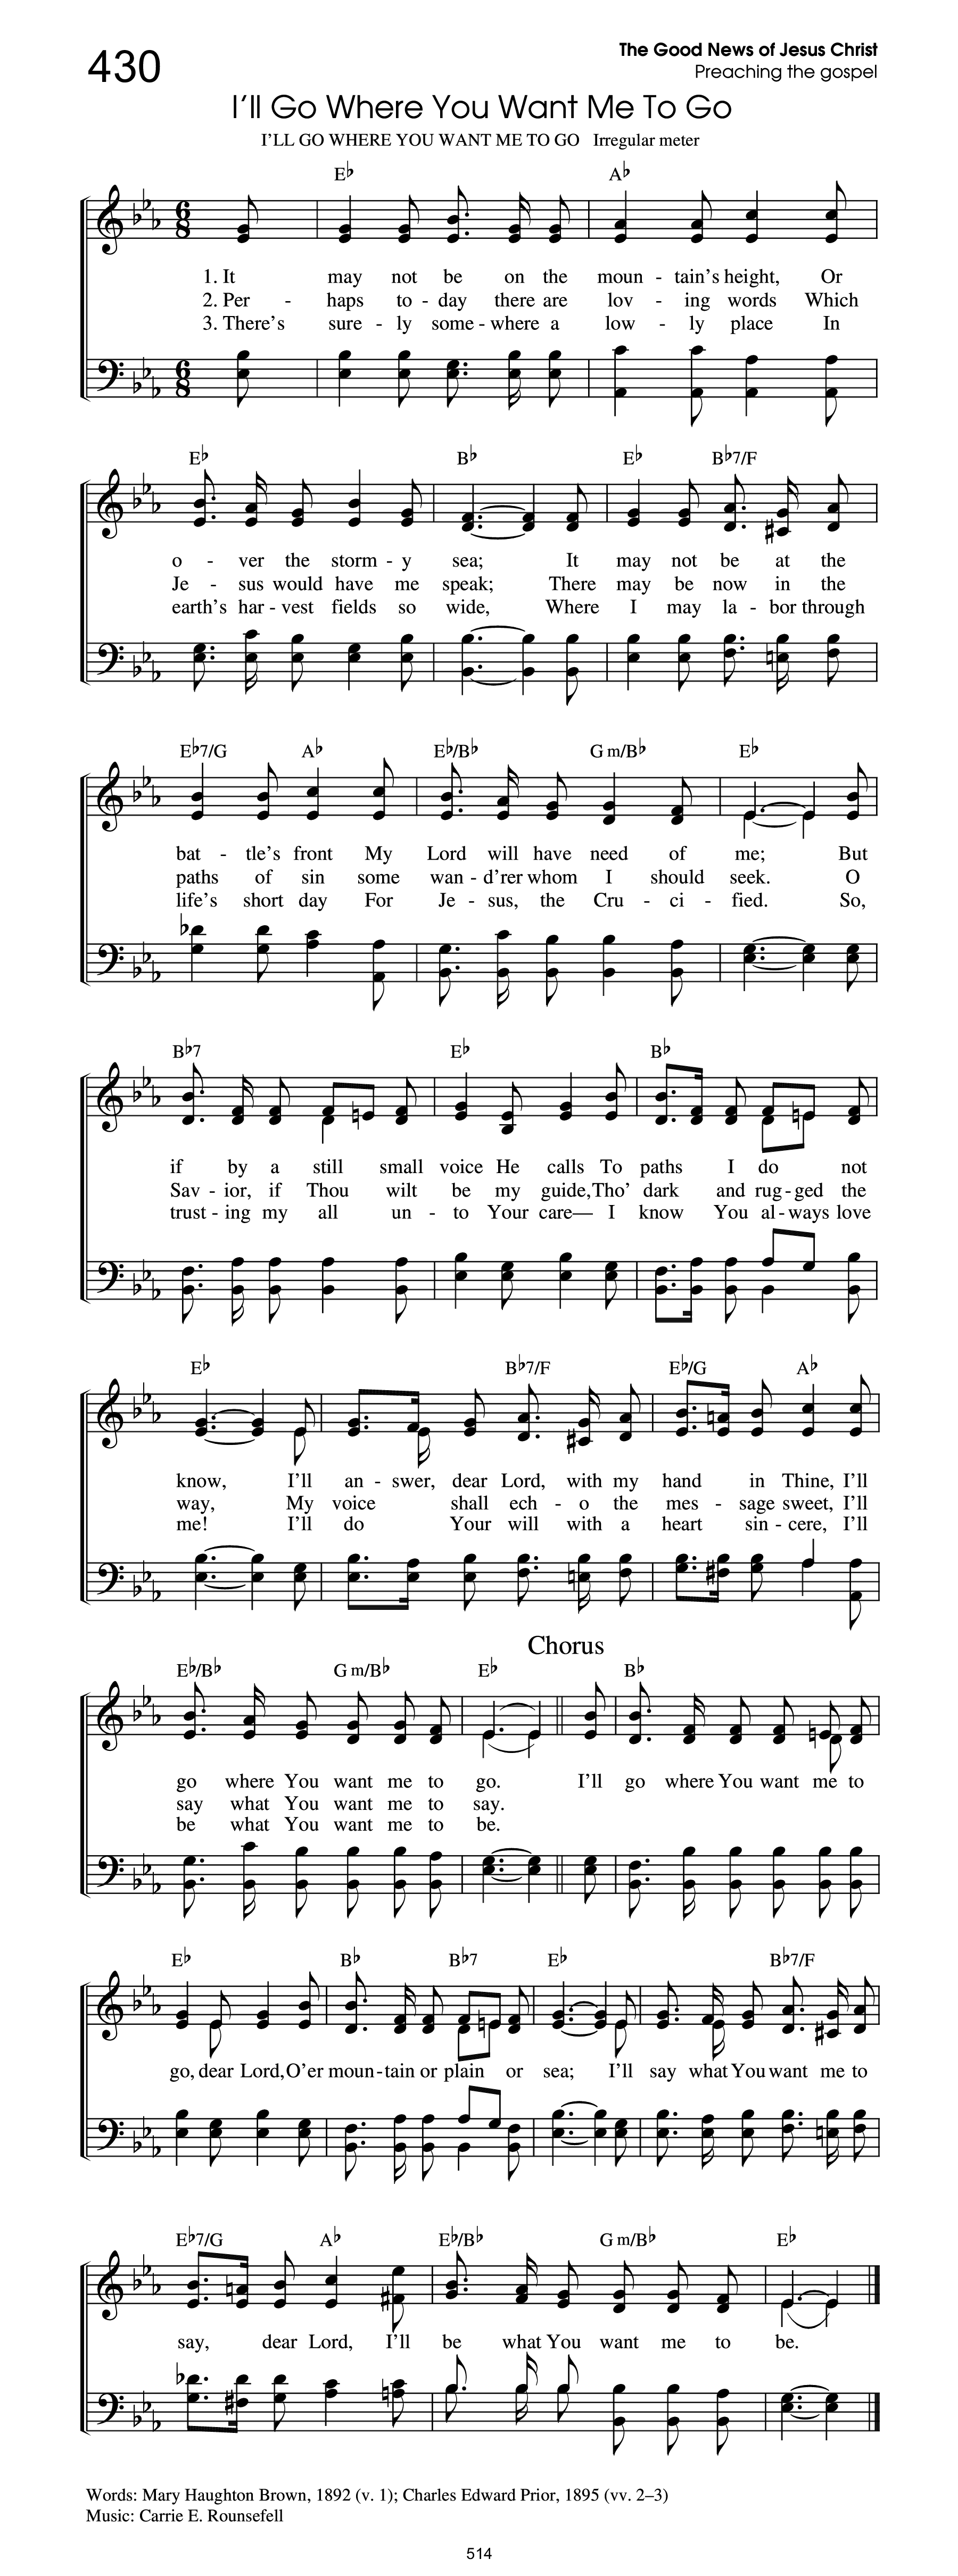 430
The Good News of Jesus Christ
Preaching the gospel
I'll Go Where You Want Me To Go
I'LL GO WHERE YOU WANT ME TO GO Irregular meter
E♭ A♭
1. It may not be on the moun - tain's height, Or
2. Per - haps to - day there are lov - ing words Which
3. There's sure - ly some - where a low - ly place In
E♭ B♭ E♭ B♭7/F
o - ver the storm - y sea; It may not be at the
Je - sus would have me speak; There may be now in the
earth's har - vest fields so wide, Where I may la - bor through
E♭7/G A♭ E♭/B♭ G m/B♭ E♭
bat - tle's front My Lord will have need of me; But
paths of sin some wan - d'rer whom I should seek. O
life's short day For Je - sus, the Cru - ci - fied. So,
B♭7 E♭ B♭
if by a still small voice He calls To paths I do not
Sav - ior, if Thou wilt be my guide, Tho' dark and rug - ged the
trust - ing my all un - to Your care— I know You al - ways love
E♭ B♭7/F E♭/G A♭
know, I'll an - swer, dear Lord, with my hand in Thine, I'll
way, My voice shall ech - o the mes - sage sweet, I'll
me! I'll do Your will with a heart sin - cere, I'll
Chorus
E♭/B♭ G m/B♭ E♭ B♭
go where You want me to go. I'll go where You want me to
say what You want me to say.
be what You want me to be.
E♭ B♭ B♭7 E♭ B♭7/F
go, dear Lord, O'er moun - tain or plain or sea; I'll say what You want me to
E♭7/G A♭ E♭/B♭ G m/B♭ E♭
say, dear Lord, I'll be what You want me to be.
Words: Mary Haughton Brown, 1892 (v. 1); Charles Edward Prior, 1895 (vv. 2–3)
Music: Carrie E. Rounsefell
514